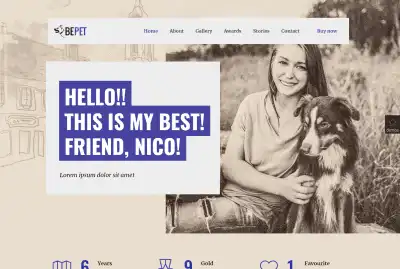 BEPET
Home About Gallery Awards Stories Contact Buy now
HELLO!!
THIS IS MY BEST!
FRIEND, NICO!
Lorem ipsum dolor sit amet
6 Years 9 Gold 1 Favourite